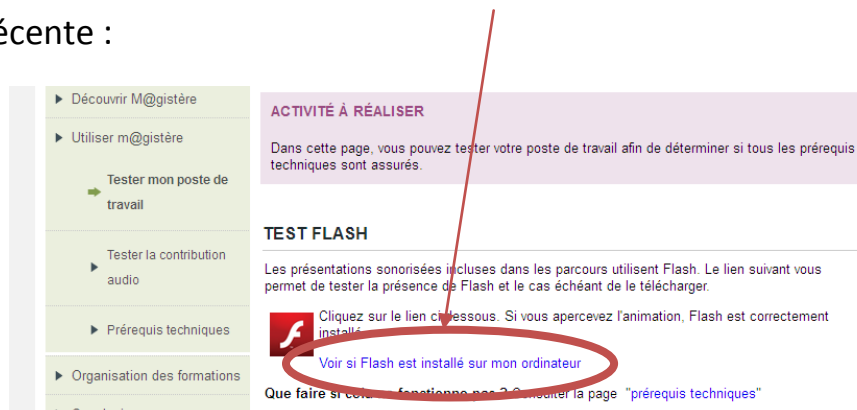 écente :
Découvrir M@gistère
Utiliser m@gistère
Tester mon poste de
travail
Tester la contribution
audio
Prérequis techniques
Organisation des formations
ACTIVITÉ À RÉALISER
Dans cette page, vous pouvez tester votre poste de travail afin de déterminer si tous les prérequis
techniques sont assurés.
TEST FLASH
Les présentations sonorisées incluses dans les parcours utilisent Flash. Le lien suivant vous
permet de tester la présence de Flash et le cas échéant de le télécharger.
Cliquez sur le lien ci-dessous. Si vous apercevez l'animation, Flash est correctement
installé
Voir si Flash est installé sur mon ordinateur
Que faire si cela ne fonctionne pas ? Consulter la page "prérequis techniques"